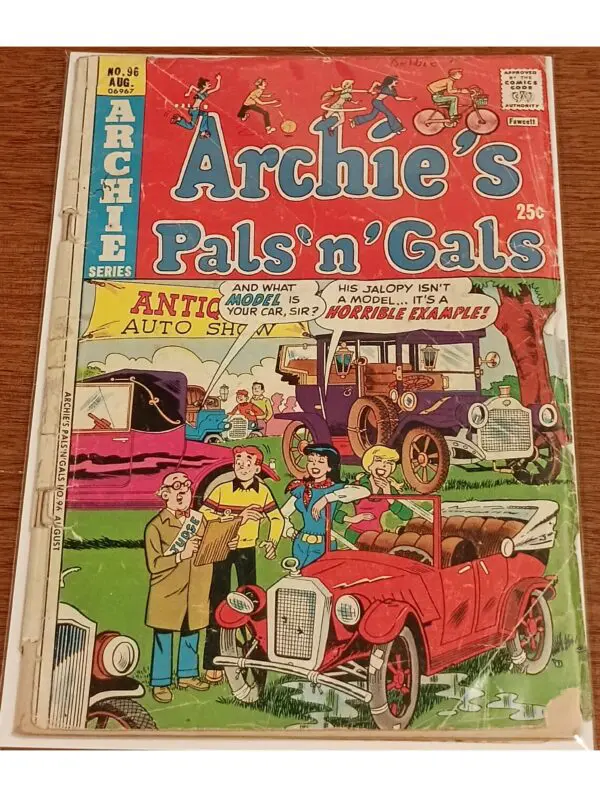 Bobbie
NO. 96
AUG.
06967
ARCHIE
SERIES
APPROVED
BY THE
COMICS
CODE
CA
AUTHORITY
Fawcett
Archie's
25¢
Pals 'n' Gals
ANTIQ
AUTO SHOW
AND WHAT
MODEL IS
YOUR CAR, SIR?
HIS JALOPY ISN'T
A MODEL... IT'S A
HORRIBLE EXAMPLE!
ARCHIE'S PALS 'N' GALS NO. 96 AUGUST
JUDGE